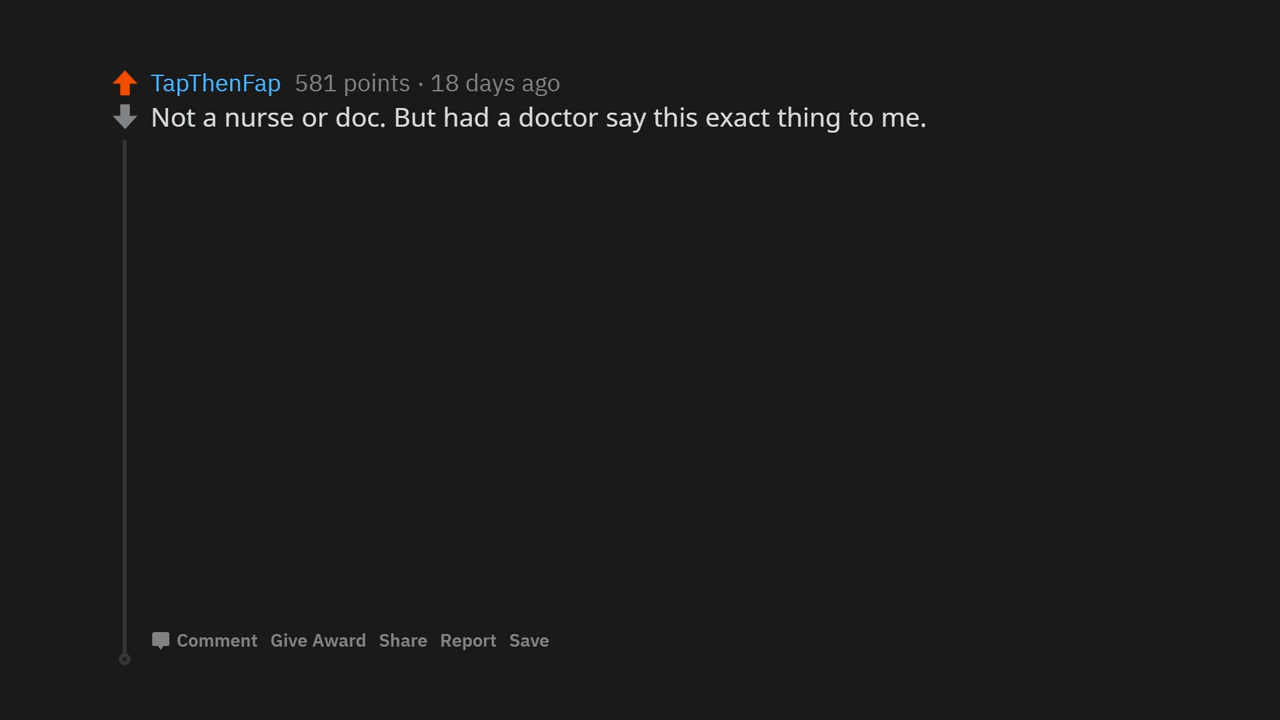 TapThenFap 581 points · 18 days ago
Not a nurse or doc. But had a doctor say this exact thing to me.
Comment Give Award Share Report Save